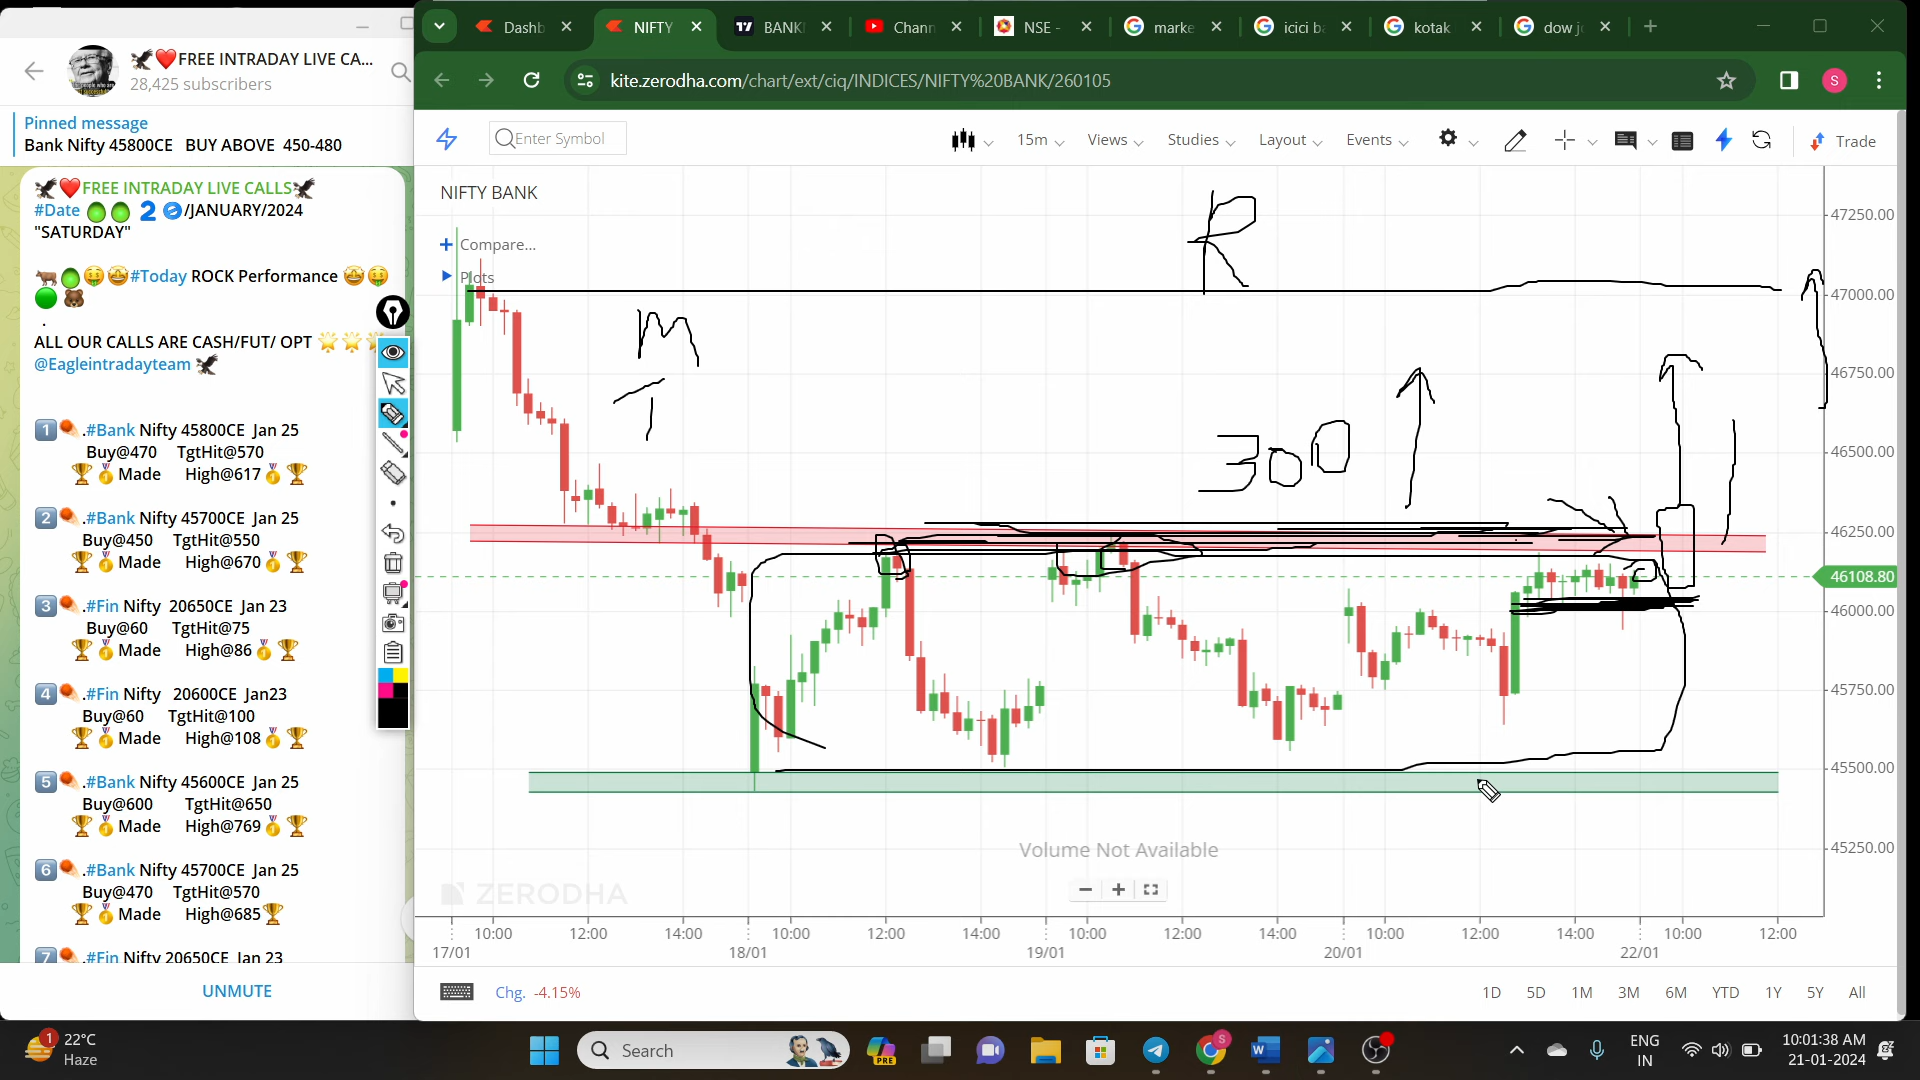 Dashb
NIFTY
BANK
Chann
NSE -
marke
icici b
kotak
dow j
FREE INTRADAY LIVE CA...
28,425 subscribers
kite.zerodha.com/chart/ext/ciq/INDICES/NIFTY%20BANK/260105
S
Pinned message
Bank Nifty 45800CE BUY ABOVE 450-480
Enter Symbol
15m
Views
Studies
Layout
Events
Trade
FREE INTRADAY LIVE CALLS
#Date 2 /JANUARY/2024
"SATURDAY"
#Today ROCK Performance
.
ALL OUR CALLS ARE CASH/FUT/ OPT
@Eagleintradayteam
1 .#Bank Nifty 45800CE Jan 25
Buy@470 TgtHit@570
Made High@617
2 .#Bank Nifty 45700CE Jan 25
Buy@450 TgtHit@550
Made High@670
3 .#Fin Nifty 20650CE Jan 23
Buy@60 TgtHit@75
Made High@86
4 .#Fin Nifty 20600CE Jan23
Buy@60 TgtHit@100
Made High@108
5 .#Bank Nifty 45600CE Jan 25
Buy@600 TgtHit@650
Made High@769
6 .#Bank Nifty 45700CE Jan 25
Buy@470 TgtHit@570
Made High@685
7 .#Fin Nifty 20650CE Jan 23
UNMUTE
NIFTY BANK
Compare...
Plots
R
M
T
300
47250.00
47000.00
46750.00
46500.00
46250.00
46108.80
46000.00
45750.00
45500.00
45250.00
Volume Not Available
ZERODHA
10:00 12:00 14:00 10:00 12:00 14:00 10:00 12:00 14:00 10:00 12:00 14:00 10:00 12:00
17/01 18/01 19/01 20/01 22/01
Chg. -4.15%
1D 5D 1M 3M 6M YTD 1Y 5Y All
1
22°C
Haze
Search
PRE
S
W
ENG
IN
10:01:38 AM
21-01-2024